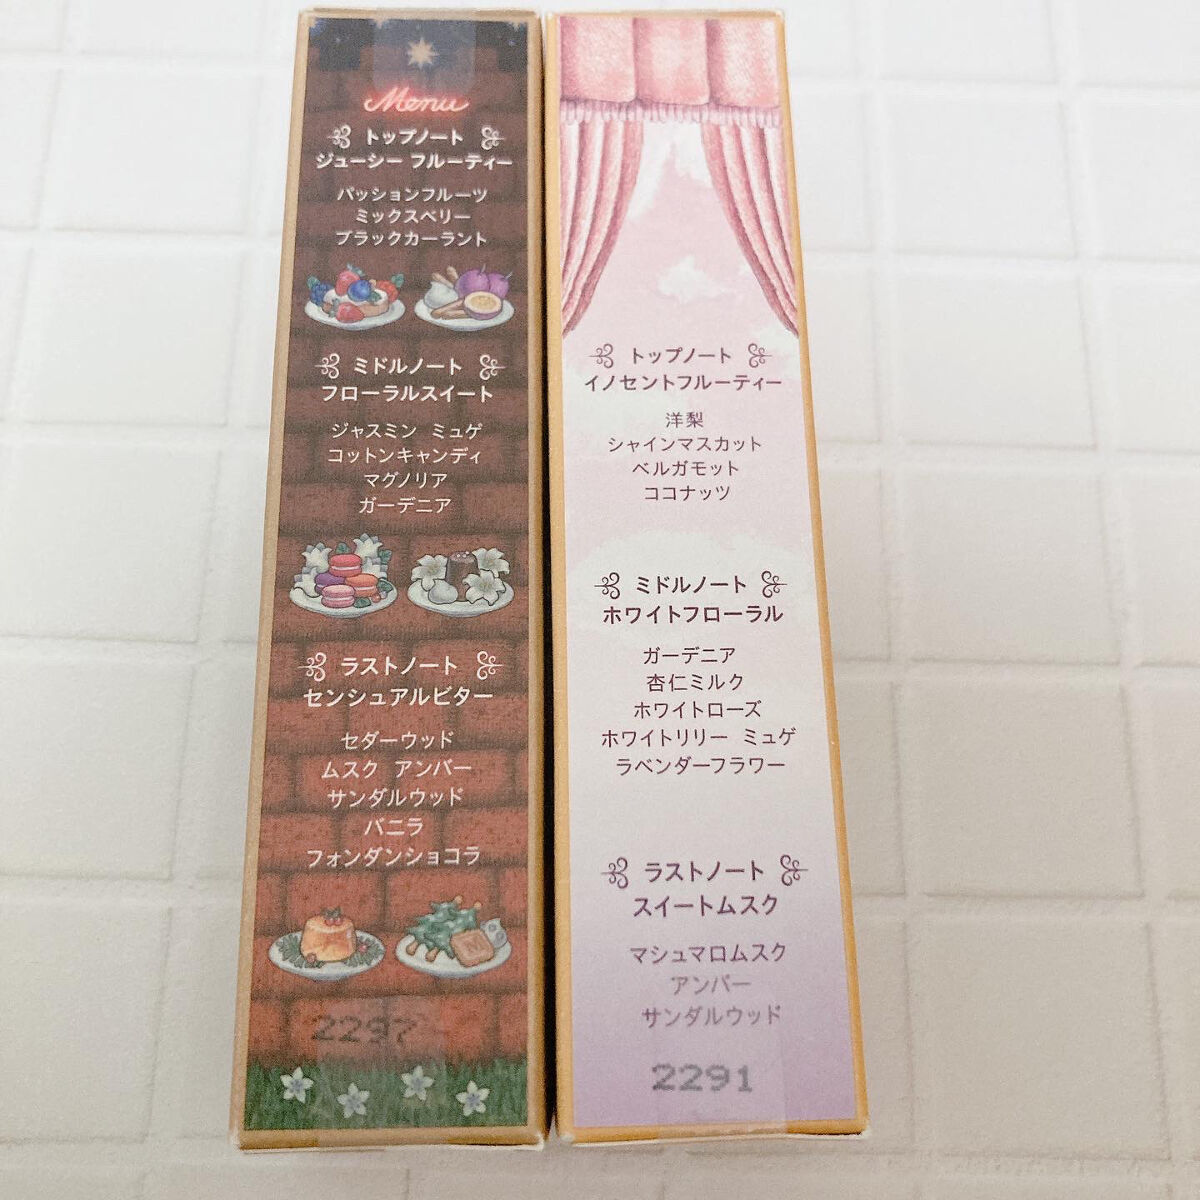 Menu
トップノート
ジューシー フルーティー
パッションフルーツ
ミックスベリー
ブラックカーラント
ミドルノート
フローラルスイート
ジャスミン ミュゲ
コットンキャンディ
マグノリア
ガーデニア
ラストノート
センシュアルビター
セダーウッド
ムスク アンバー
サンダルウッド
バニラ
フォンダンショコラ
2297
トップノート
イノセントフルーティー
洋梨
シャインマスカット
ベルガモット
ココナッツ
ミドルノート
ホワイトフローラル
ガーデニア
杏仁ミルク
ホワイトローズ
ホワイトリリー ミュゲ
ラベンダーフラワー
ラストノート
スイートムスク
マシュマロムスク
アンバー
サンダルウッド
2291